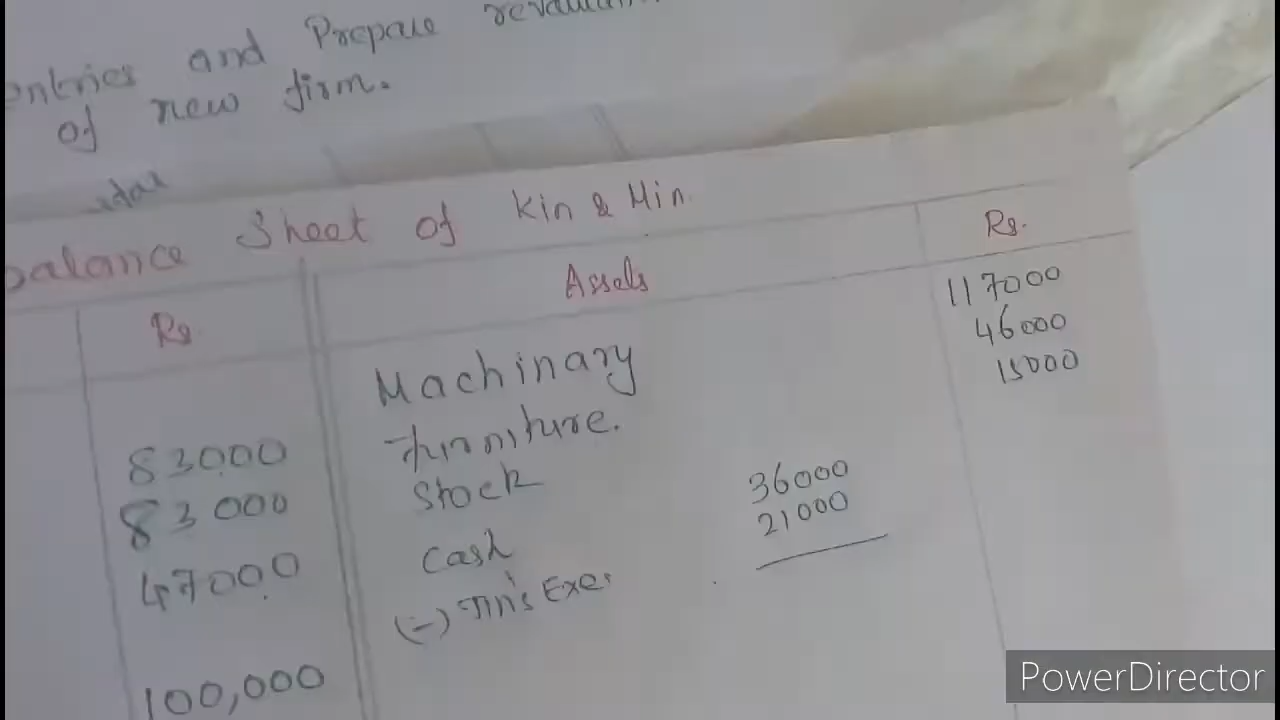 entries and Prepare
of new firm.
balance Sheet of Kin & Min.
Rs. Assets Rs.
Machinary 117000
83000 furniture. 46000
83000 Stock 15000
47000 Cash 36000
(-) Jin's Exe. 21000
100,000
PowerDirector